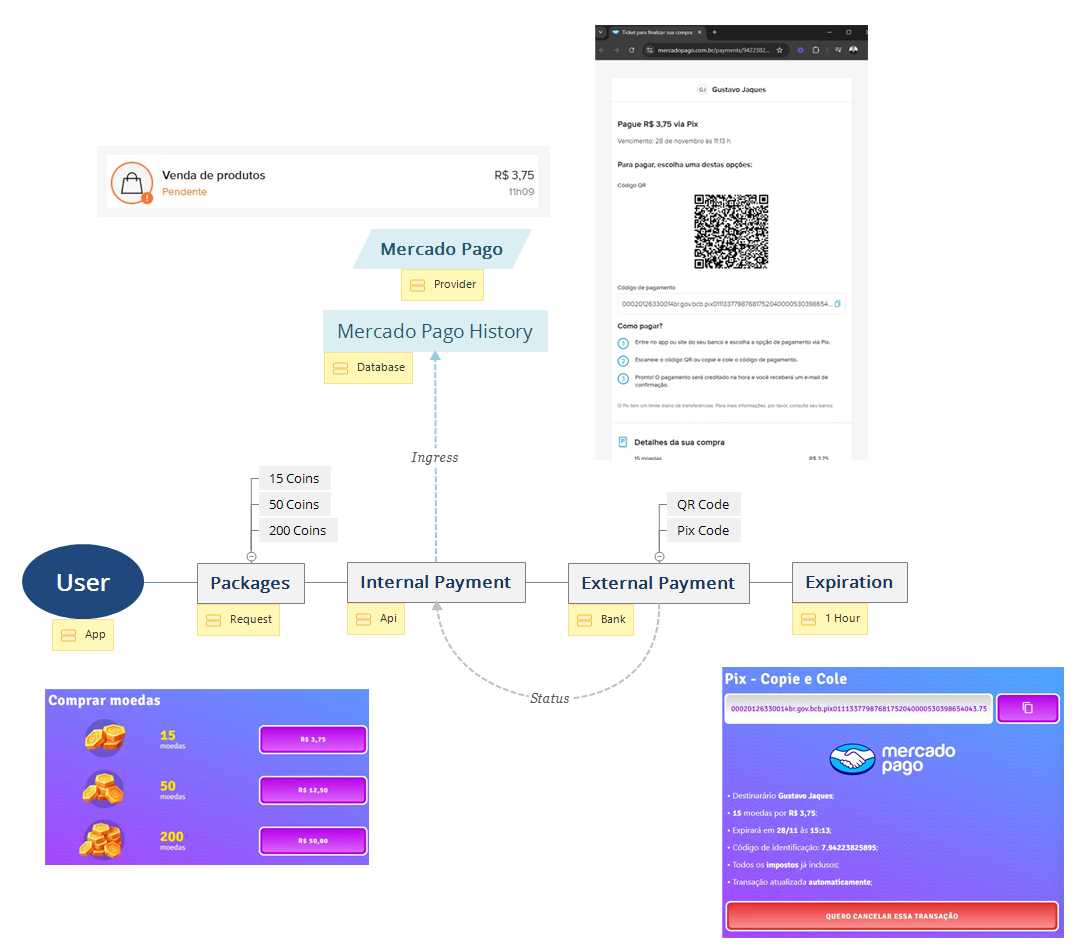 Ticket para finalizar sua compra
mercadopago.com.br/payments/9422382...
GJ Gustavo Jaques
Pague R$ 3,75 via Pix
Vencimento: 28 de novembro às 11:13 h.
Para pagar, escolha uma destas opções:
Código QR
Código de pagamento
00020126330014br.gov.bcb.pix01113377987681752040000530398654...
Como pagar?
1 Entre no app ou site do seu banco e escolha a opção de pagamento via Pix.
2 Escaneie o código QR ou copie e cole o código de pagamento.
3 Pronto! O pagamento será creditado na hora e você receberá um e-mail de
confirmação.
O Pix tem um limite diário de transferências. Para mais informações, por favor, consulte seu banco.
Detalhes da sua compra
15 moedas R$ 3,75
Venda de produtos R$ 3,75
Pendente 11h09
Mercado Pago
Provider
Mercado Pago History
Database
Ingress
15 Coins
50 Coins
200 Coins
QR Code
Pix Code
User
App
Packages
Request
Internal Payment
Api
External Payment
Bank
Expiration
1 Hour
Status
Comprar moedas
15
moedas
R$ 3,75
50
moedas
R$ 12,50
200
moedas
R$ 50,00
Pix - Copie e Cole
00020126330014br.gov.bcb.pix01113377987681752040000530398654043.75
mercado
pago
• Destinarário Gustavo Jaques;
• 15 moedas por R$ 3,75;
• Expirará em 28/11 às 15:13;
• Código de identificação: 7.94223825895;
• Todos os impostos já inclusos;
• Transação atualizada automaticamente;
QUERO CANCELAR ESSA TRANSAÇÃO